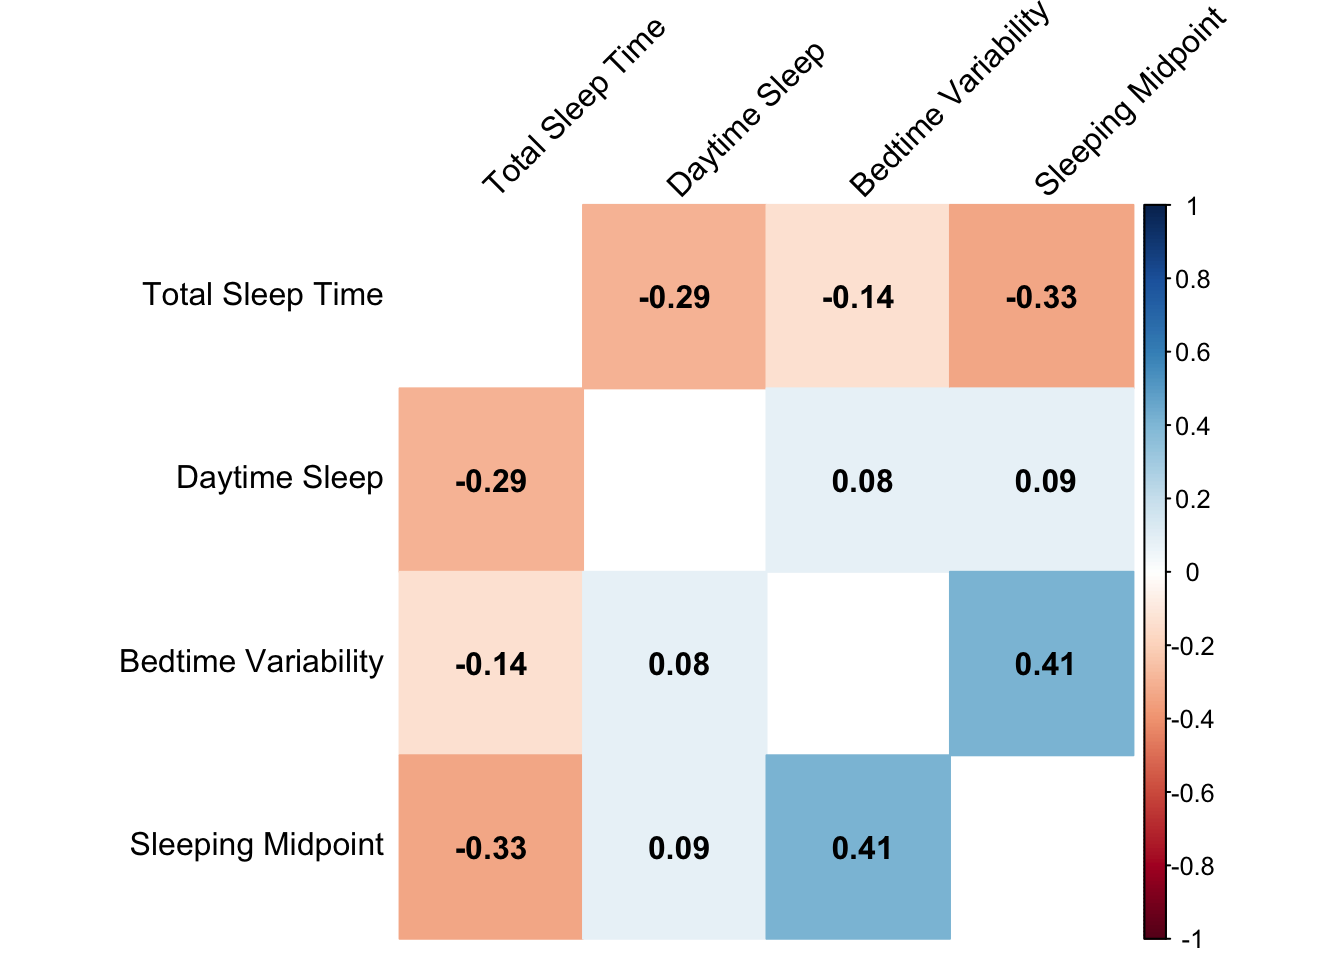 Total Sleep Time
Daytime Sleep
Bedtime Variability
Sleeping Midpoint
Total Sleep Time
-0.29
-0.14
-0.33
Daytime Sleep
-0.29
0.08
0.09
Bedtime Variability
-0.14
0.08
0.41
Sleeping Midpoint
-0.33
0.09
0.41
1
0.8
0.6
0.4
0.2
0
-0.2
-0.4
-0.6
-0.8
-1